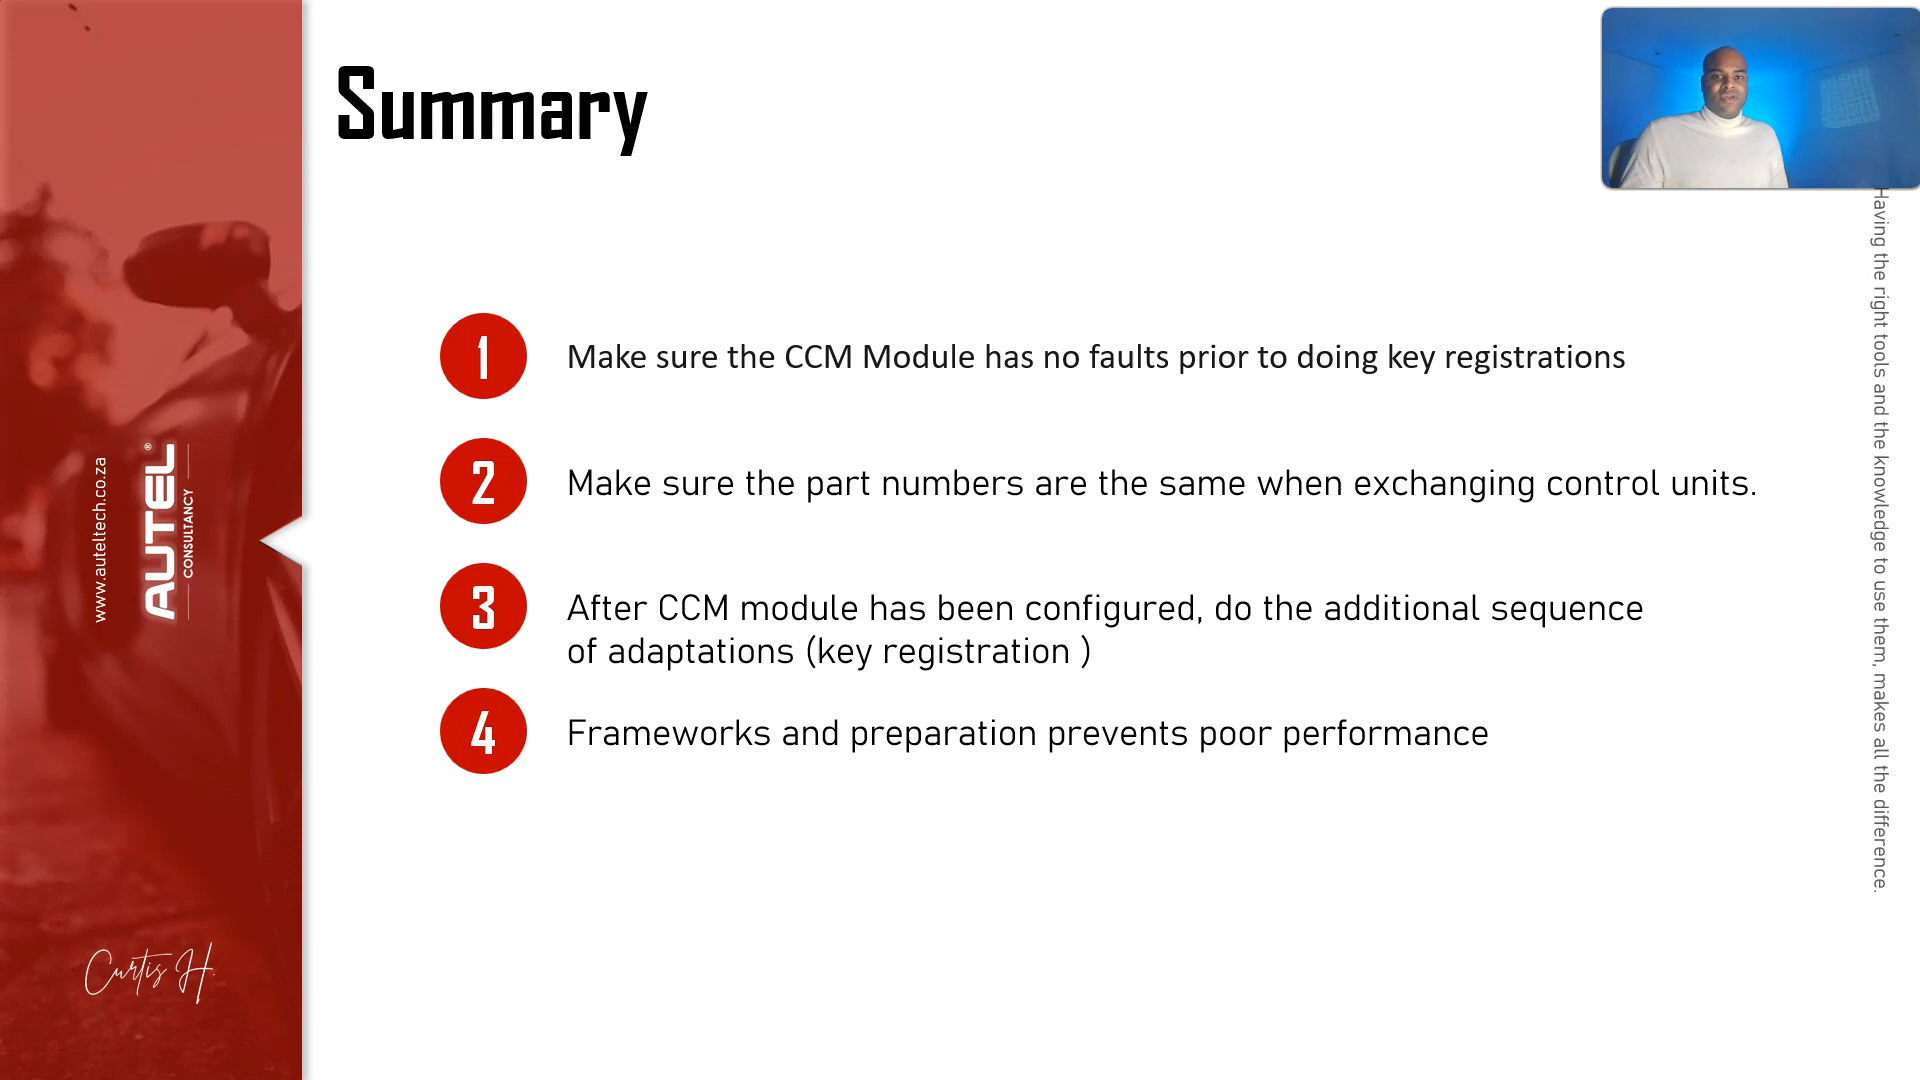 Summary
1
Make sure the CCM Module has no faults prior to doing key registrations
2
Make sure the part numbers are the same when exchanging control units.
3
After CCM module has been configured, do the additional sequence
of adaptations (key registration )
4
Frameworks and preparation prevents poor performance
www.auteltech.co.za
AUTEL®
CONSULTANCY
Curtis H.
Having the right tools and the knowledge to use them, makes all the difference.